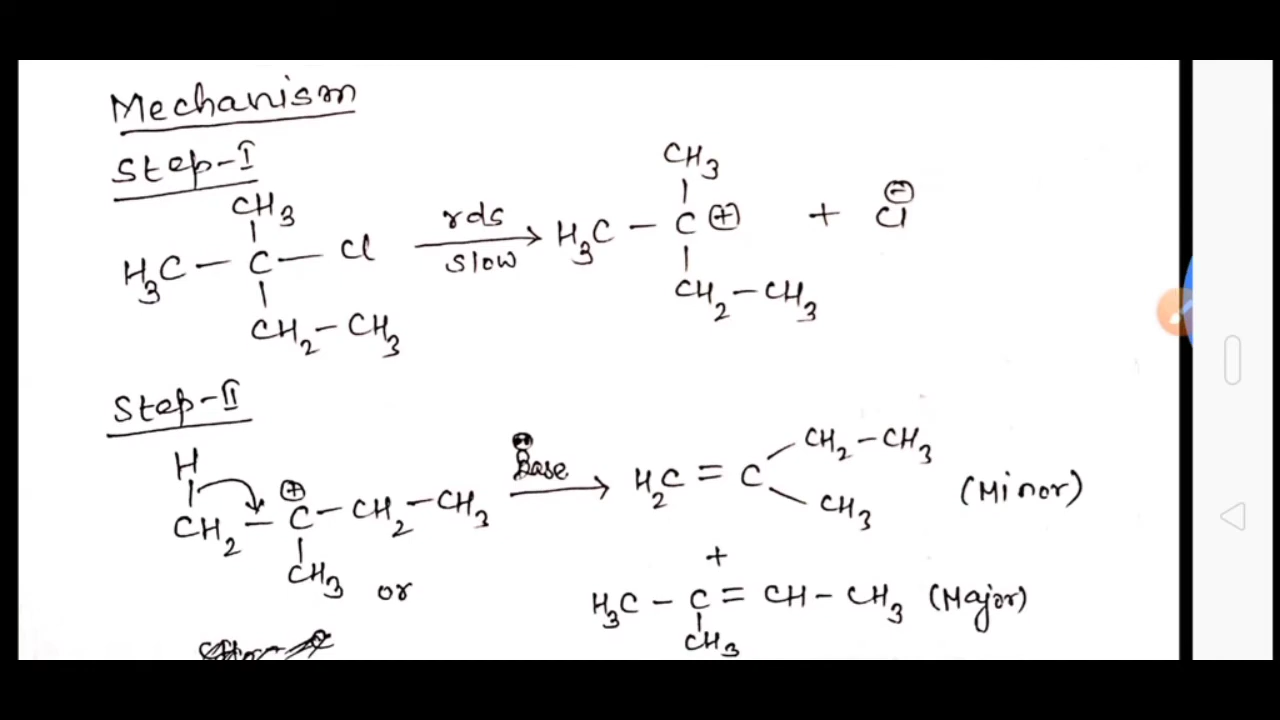 Mechanism
Step-I
CH3
H3C - C - Cl
CH2-CH3
rds
slow
CH3
H3C - C ⊕ + Cl ⊖
CH2-CH3
Step-II
H
CH2 - C⊕ - CH2-CH3
CH3 or
Base
H2C = C
CH2-CH3
CH3
(Minor)
+
H3C - C = CH - CH3 (Major)
CH3